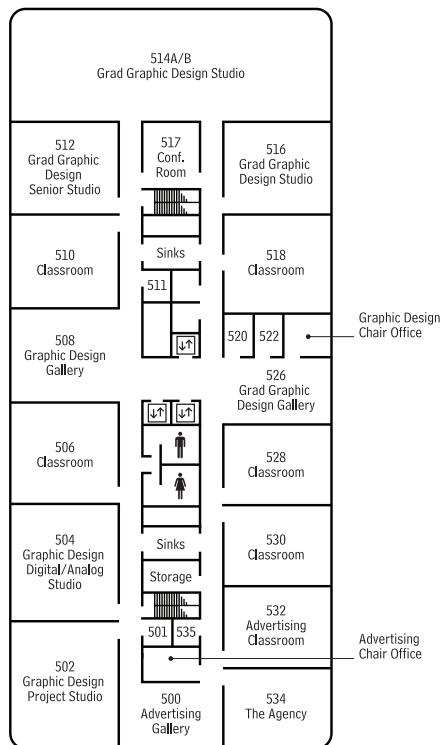 514A/B
Grad Graphic Design Studio
512
Grad Graphic
Design
Senior Studio
517
Conf.
Room
516
Grad Graphic
Design Studio
510
Classroom
Sinks
511
518
Classroom
Graphic Design
Chair Office
520
522
508
Graphic Design
Gallery
526
Grad Graphic
Design Gallery
506
Classroom
528
Classroom
504
Graphic Design
Digital/Analog
Studio
Sinks
Storage
530
Classroom
532
Advertising
Classroom
501
535
Advertising
Chair Office
502
Graphic Design
Project Studio
500
Advertising
Gallery
534
The Agency